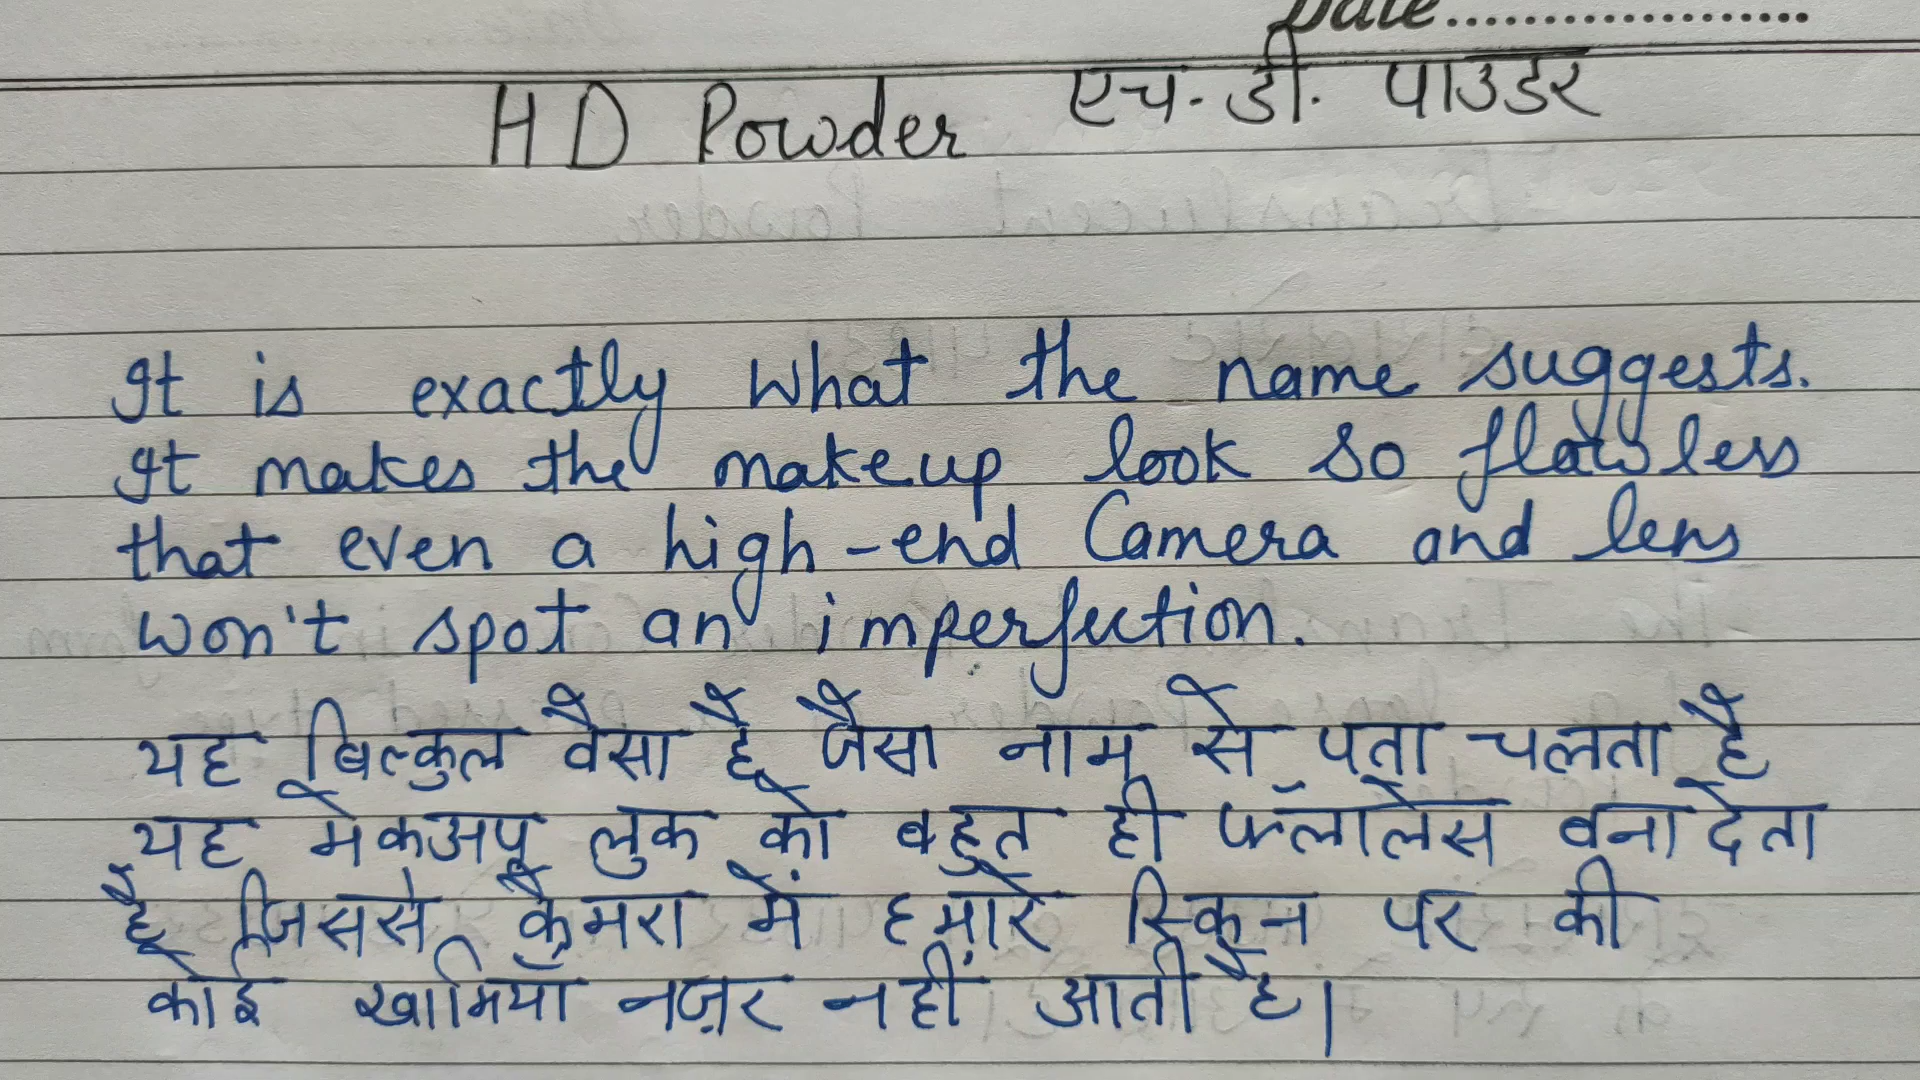 Date...................
HD Powder एच. डी. पाउडर
It is exactly what the name suggests.
It makes the makeup look so flawless
that even a high-end Camera and lens
won't spot an imperfection.
यह बिल्कुल वैसा है जैसा नाम से पता चलता है
यह मेकअप लुक को बहुत ही फ्लॉलेस बना देता
है जिससे कैमरा में हमारे स्किन पर की
कोई खामियाँ नज़र नहीं आती है।